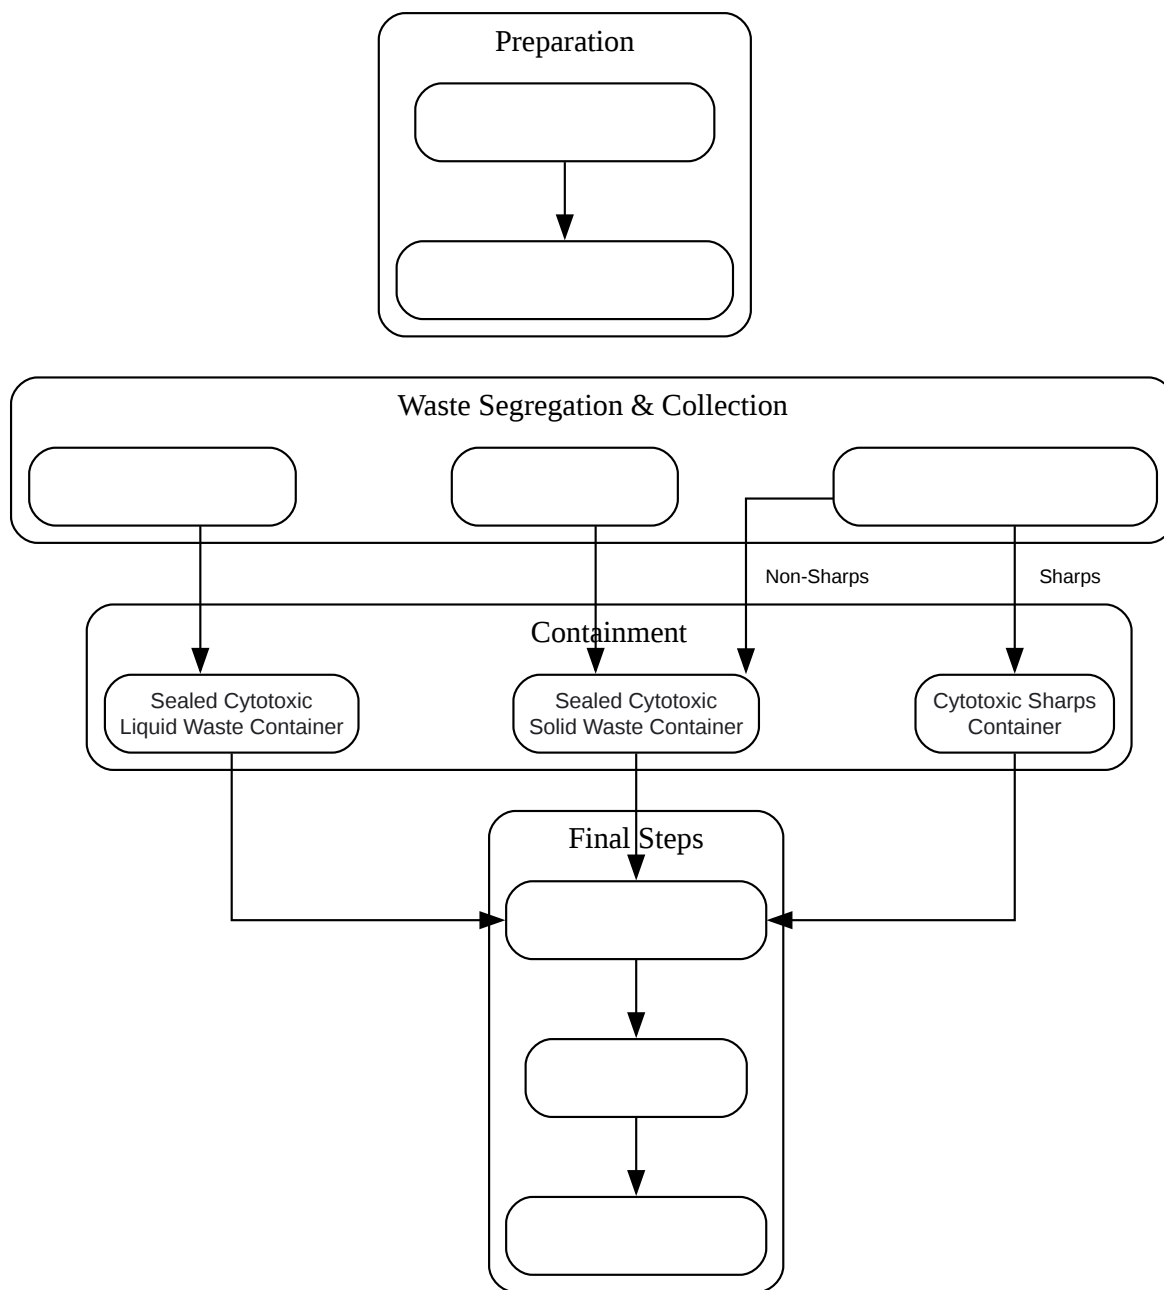 Preparation
Waste Segregation & Collection
Non-Sharps
Sharps
Containment
Sealed Cytotoxic
Liquid Waste Container
Sealed Cytotoxic
Solid Waste Container
Cytotoxic Sharps
Container
Final Steps